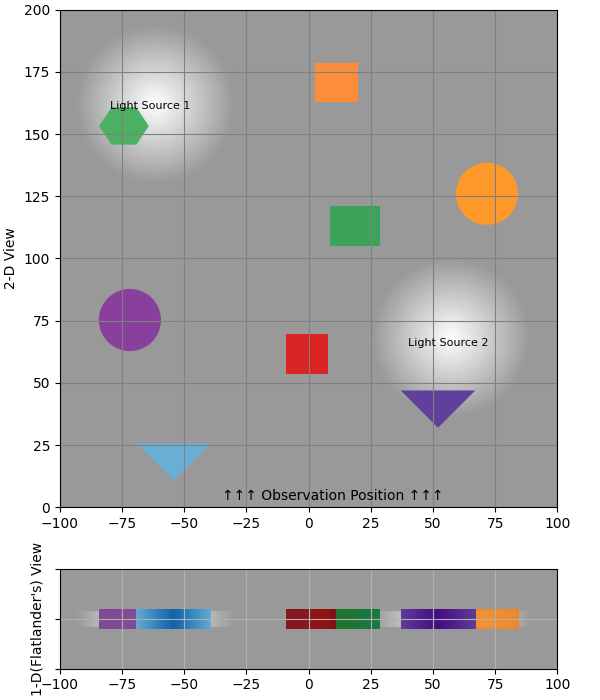 200
175
150
125
100
75
50
25
0
2-D View
Light Source 1
Light Source 2
↑↑↑ Observation Position ↑↑↑
−100 −75 −50 −25 0 25 50 75 100
1-D(Flatlander's) View
−100 −75 −50 −25 0 25 50 75 100